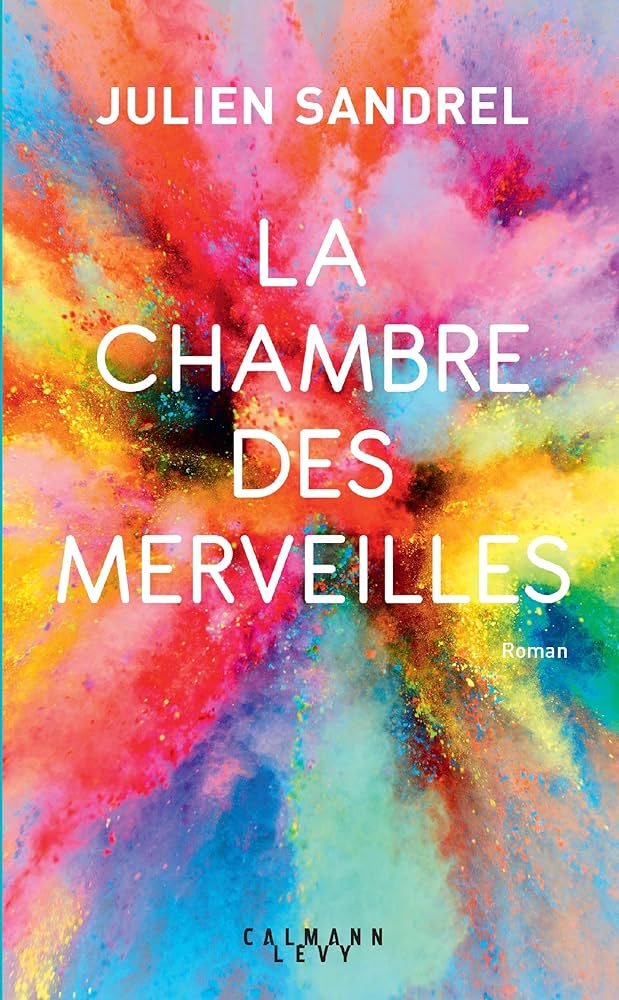 JULIEN SANDREL
LA
CHAMBRE
DES
MERVEILLES
Roman
CALMANN
LEVY